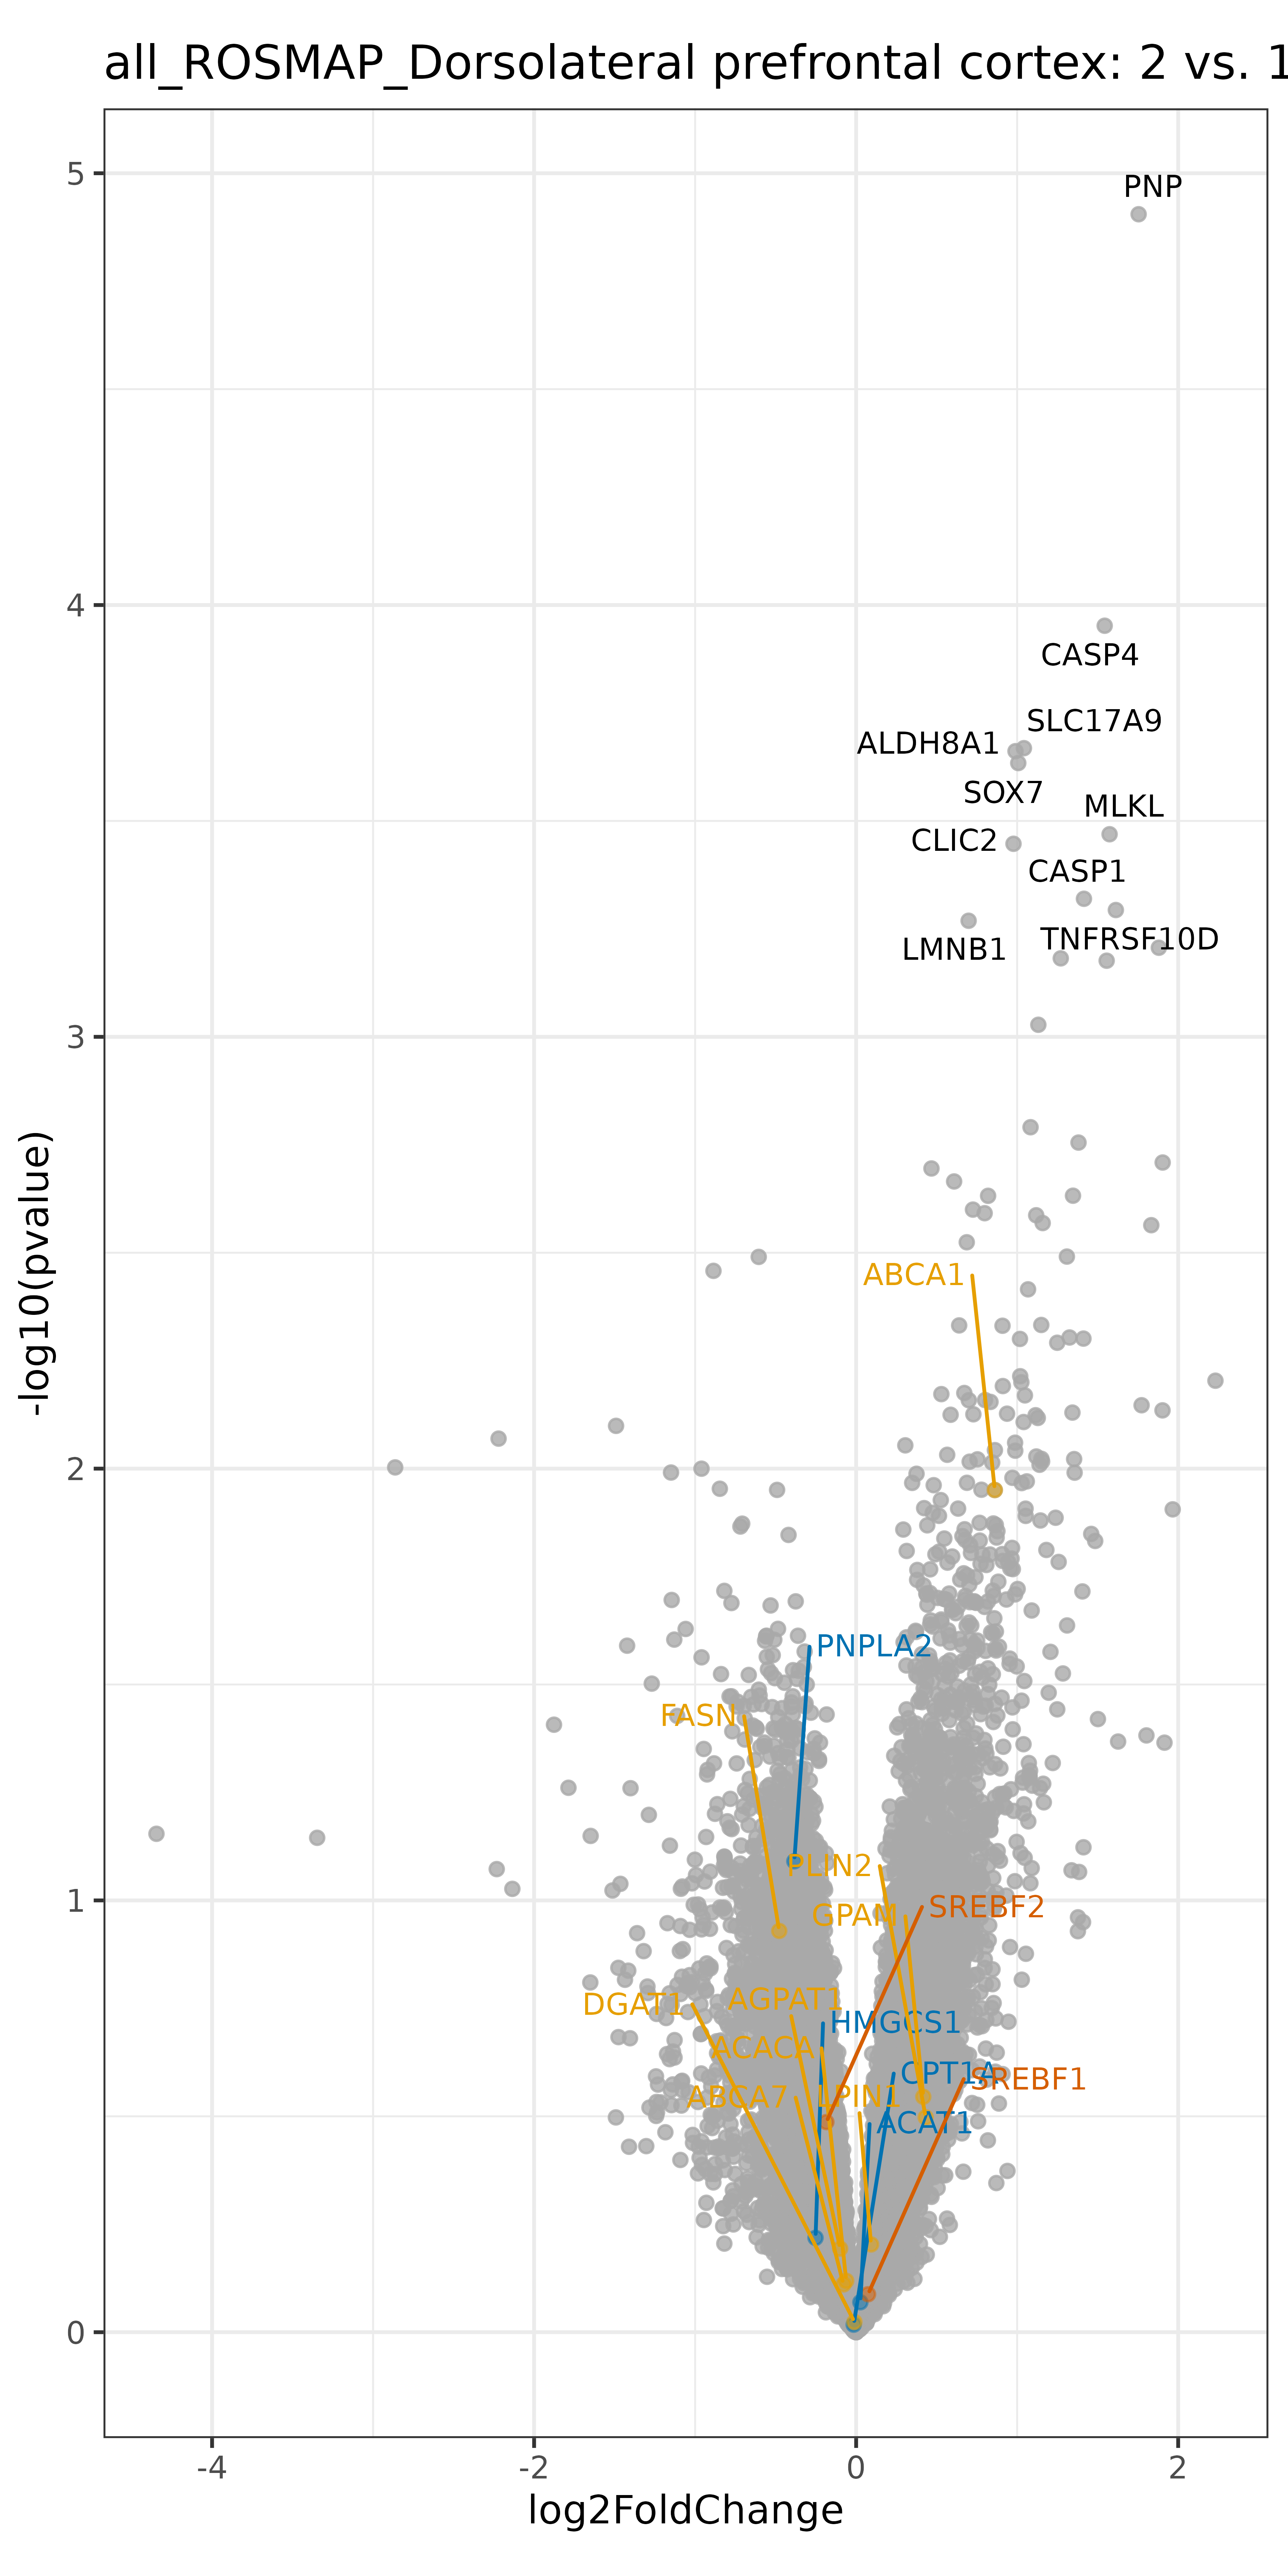 all_ROSMAP_Dorsolateral prefrontal cortex: 2 vs. 1
5
PNP
4
CASP4
SLC17A9
ALDH8A1
SOX7
MLKL
CLIC2
CASP1
TNFRSF10D
LMNB1
3
ABCA1
2
PNPLA2
FASN
PLIN2
1
SREBF2
GPAM
AGPAT1
DGAT1
HMGCS1
ACACA
CPT1A
SREBF1
ABCA7
LPIN1
ACAT1
0
-4
-2
0
2
log2FoldChange
-log10(pvalue)